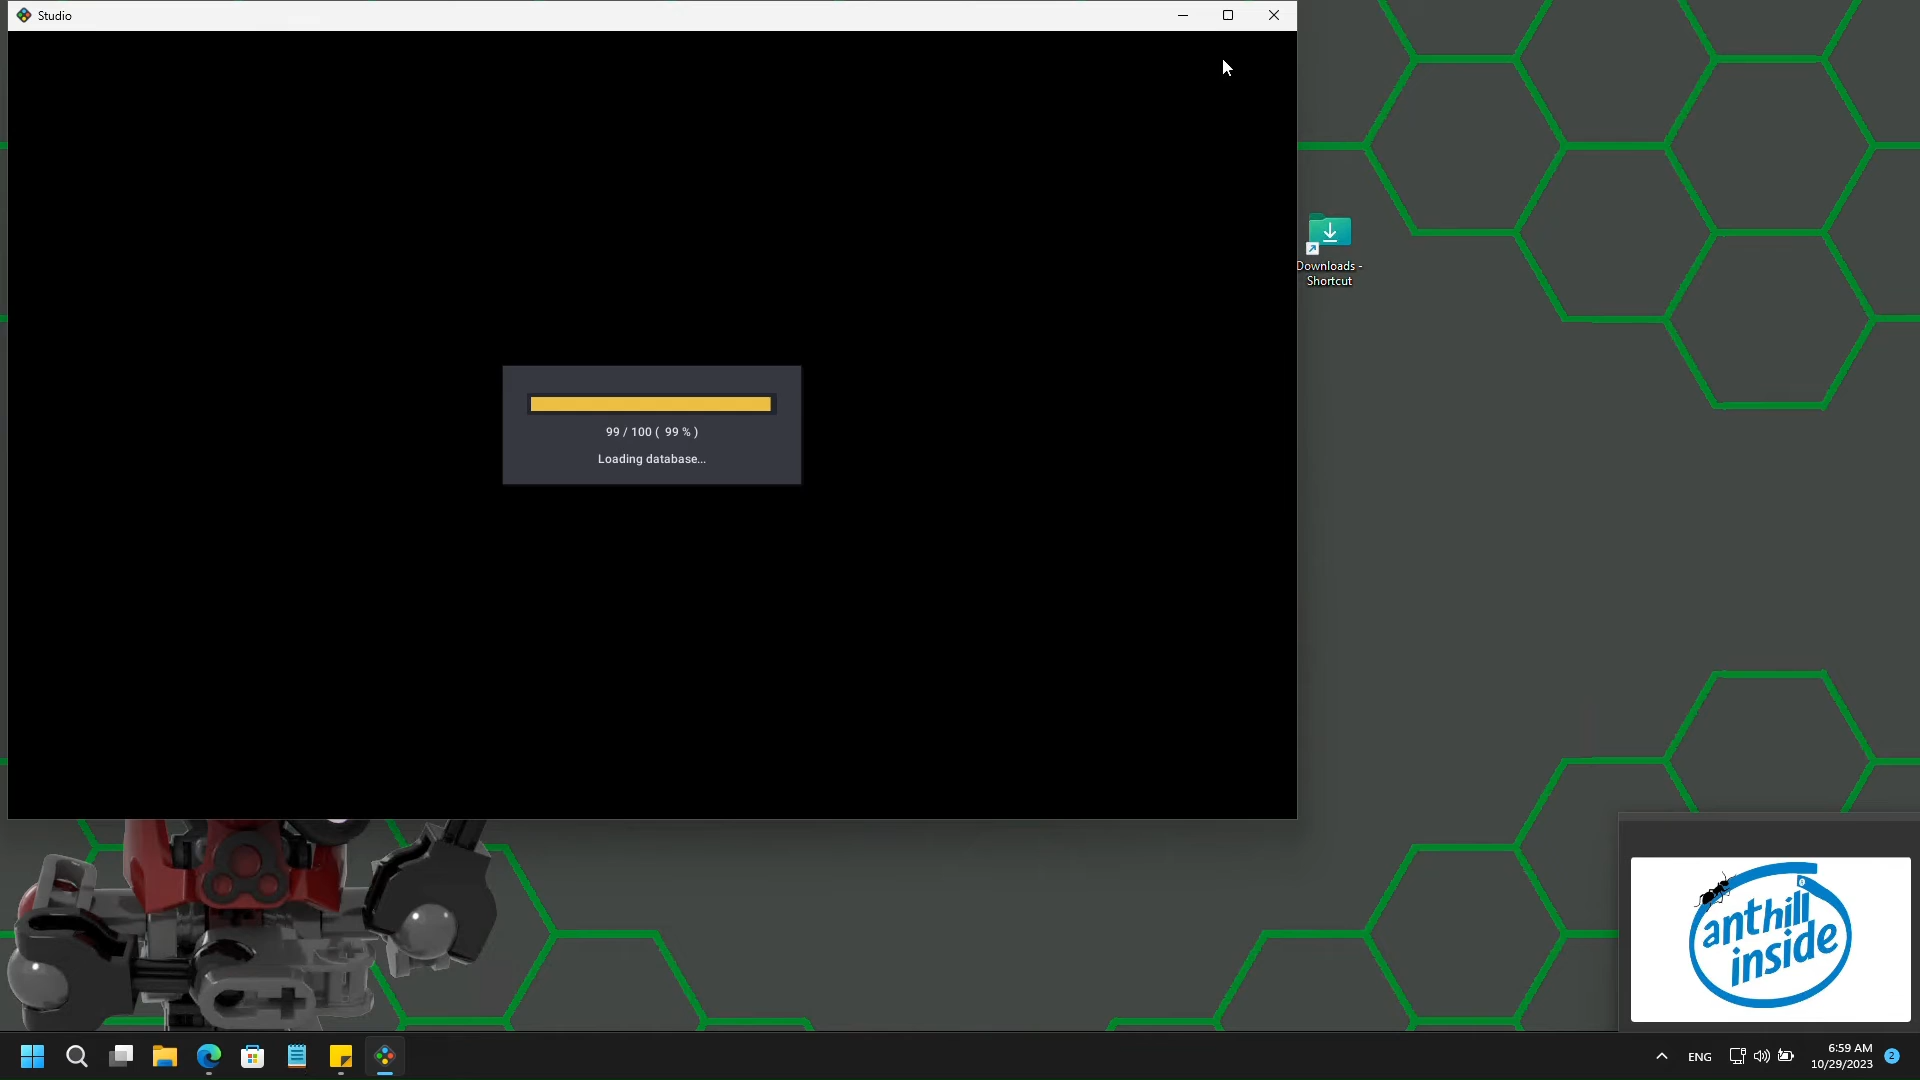 Studio
Downloads -
Shortcut
99 / 100 ( 99 % )
Loading database...
anthill
inside
ENG
6:59 AM
10/29/2023
2